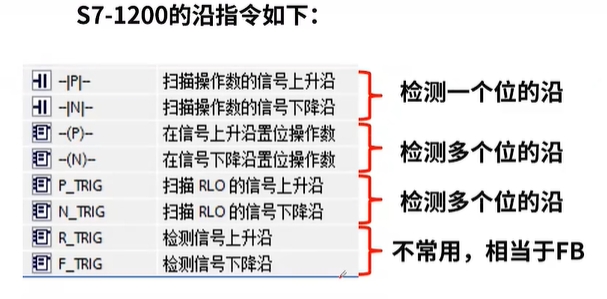 S7-1200的沿指令如下：
-|P|- 扫描操作数的信号上升沿
-|N|- 扫描操作数的信号下降沿
检测一个位的沿
-(P)- 在信号上升沿置位操作数
-(N)- 在信号下降沿置位操作数
检测多个位的沿
P_TRIG 扫描 RLO 的信号上升沿
N_TRIG 扫描 RLO 的信号下降沿
检测多个位的沿
R_TRIG 检测信号上升沿
F_TRIG 检测信号下降沿
不常用，相当于FB